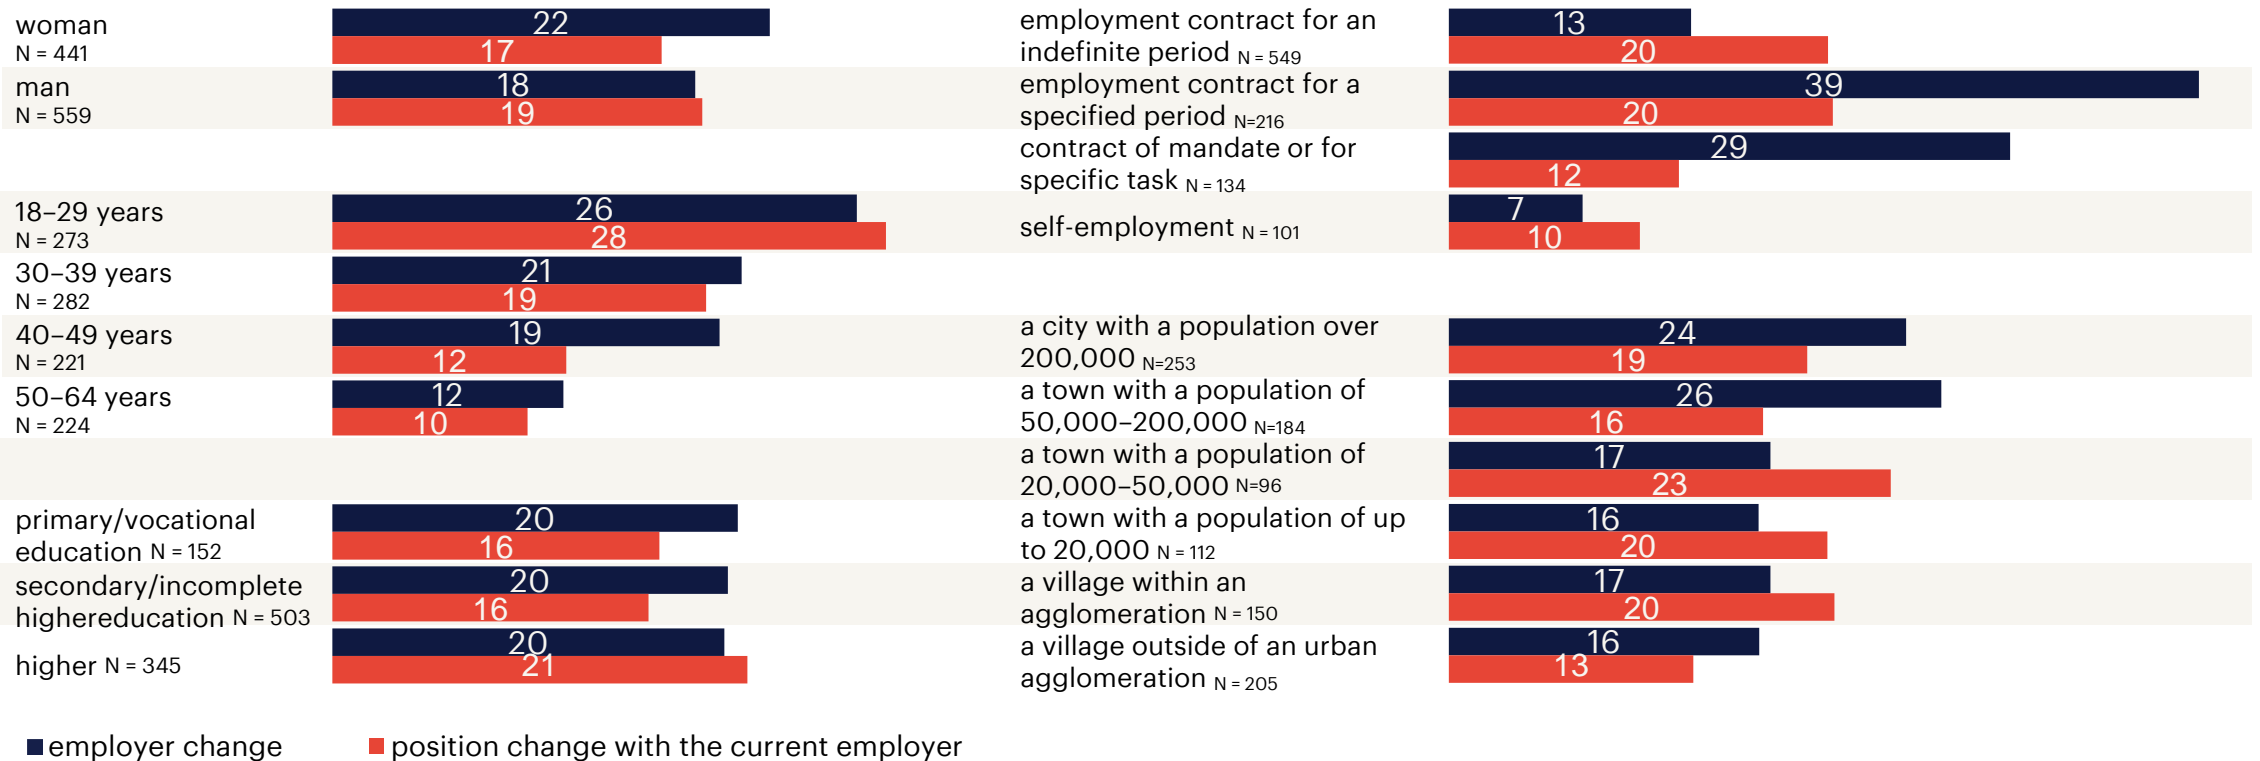 woman
N = 441
22
17
man
N = 559
18
19
18–29 years
N = 273
26
28
30–39 years
N = 282
21
19
40–49 years
N = 221
19
12
50–64 years
N = 224
12
10
primary/vocational
education N = 152
20
16
secondary/incomplete
highereducation N = 503
20
16
higher N = 345
20
21
employment contract for an
indefinite period N = 549
13
20
employment contract for a
specified period N=216
39
20
contract of mandate or for
specific task N = 134
29
12
self-employment N = 101
7
10
a city with a population over
200,000 N=253
24
19
a town with a population of
50,000–200,000 N=184
26
16
a town with a population of
20,000–50,000 N=96
17
23
a town with a population of up
to 20,000 N = 112
16
20
a village within an
agglomeration N = 150
17
20
a village outside of an urban
agglomeration N = 205
16
13
employer change
position change with the current employer